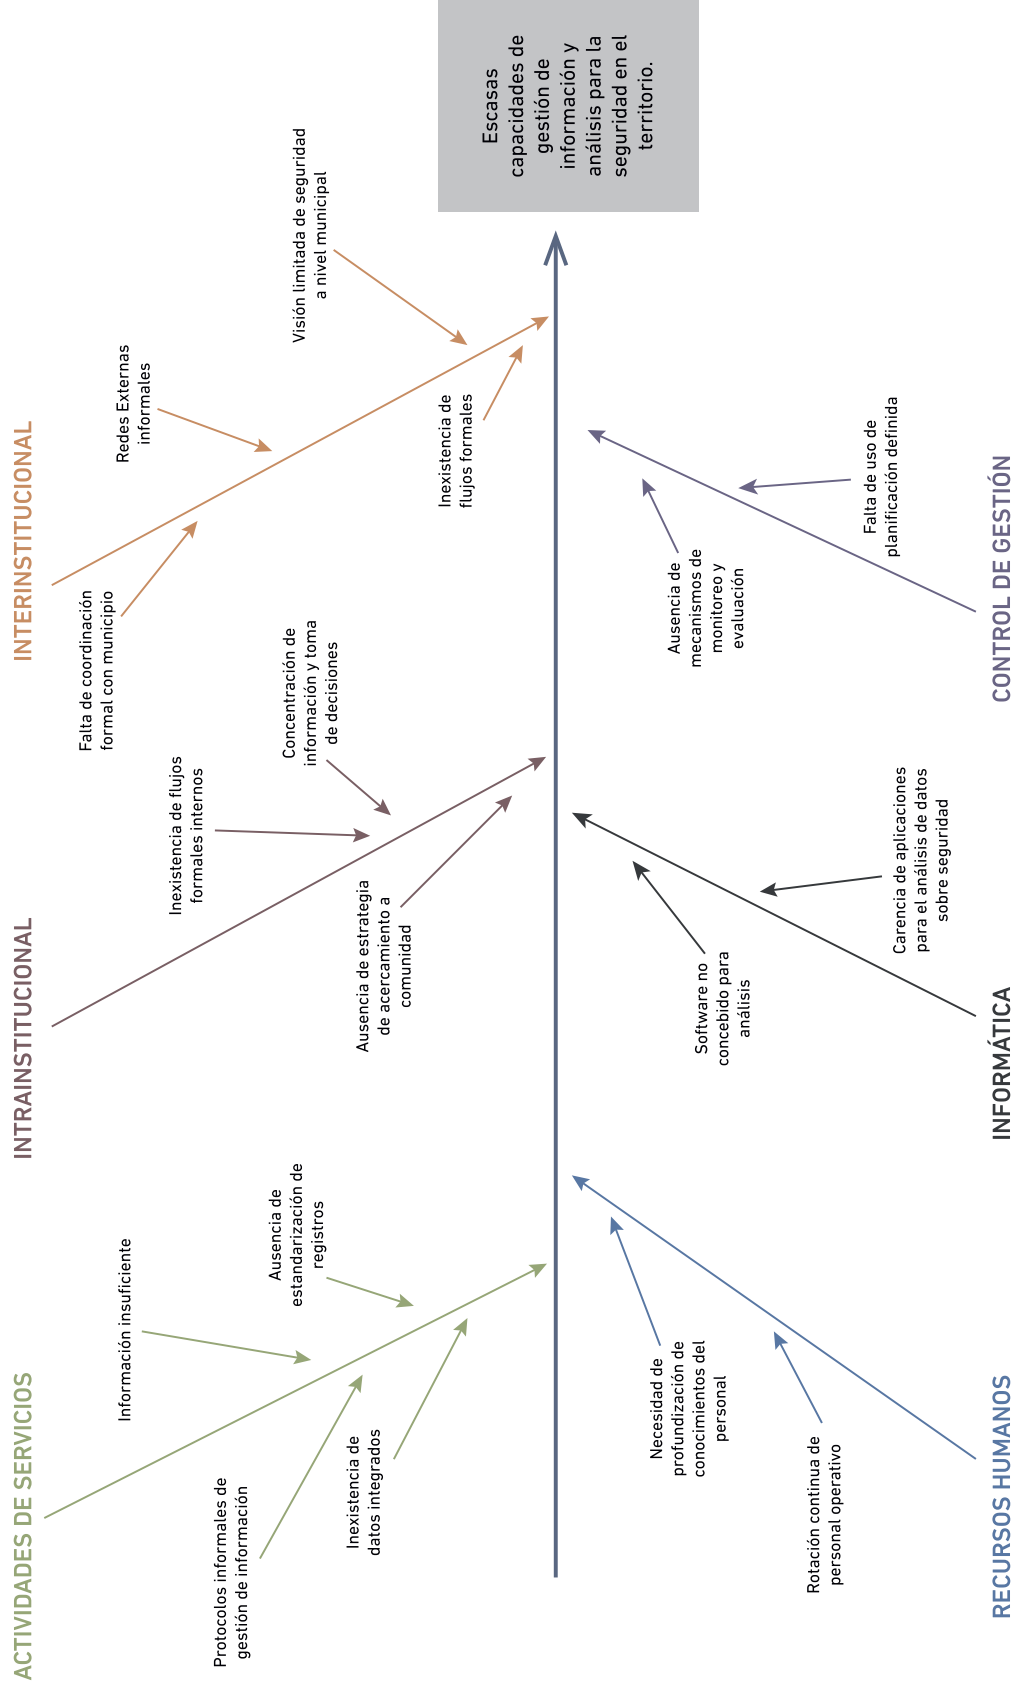 ACTIVIDADES DE SERVICIOS
Información insuficiente
Ausencia de
estandarización de
registros
Protocolos informales de
gestión de información
Inexistencia de
datos integrados
INTRAINSTITUCIONAL
Inexistencia de flujos
formales internos
Concentración de
información y toma
de decisiones
Ausencia de estrategia
de acercamiento a
comunidad
INTERINSTITUCIONAL
Redes Externas
informales
Visión limitada de seguridad
a nivel municipal
Falta de coordinación
formal con municipio
Inexistencia de
flujos formales
Escasas
capacidades de
gestión de
información y
análisis para la
seguridad en el
territorio.
Necesidad de
profundización de
conocimientos del
personal
Rotación continua de
personal operativo
RECURSOS HUMANOS
Software no
concebido para
análisis
Carencia de aplicaciones
para el análisis de datos
sobre seguridad
INFORMÁTICA
Ausencia de
mecanismos de
monitoreo y
evaluación
Falta de uso de
planificación definida
CONTROL DE GESTIÓN